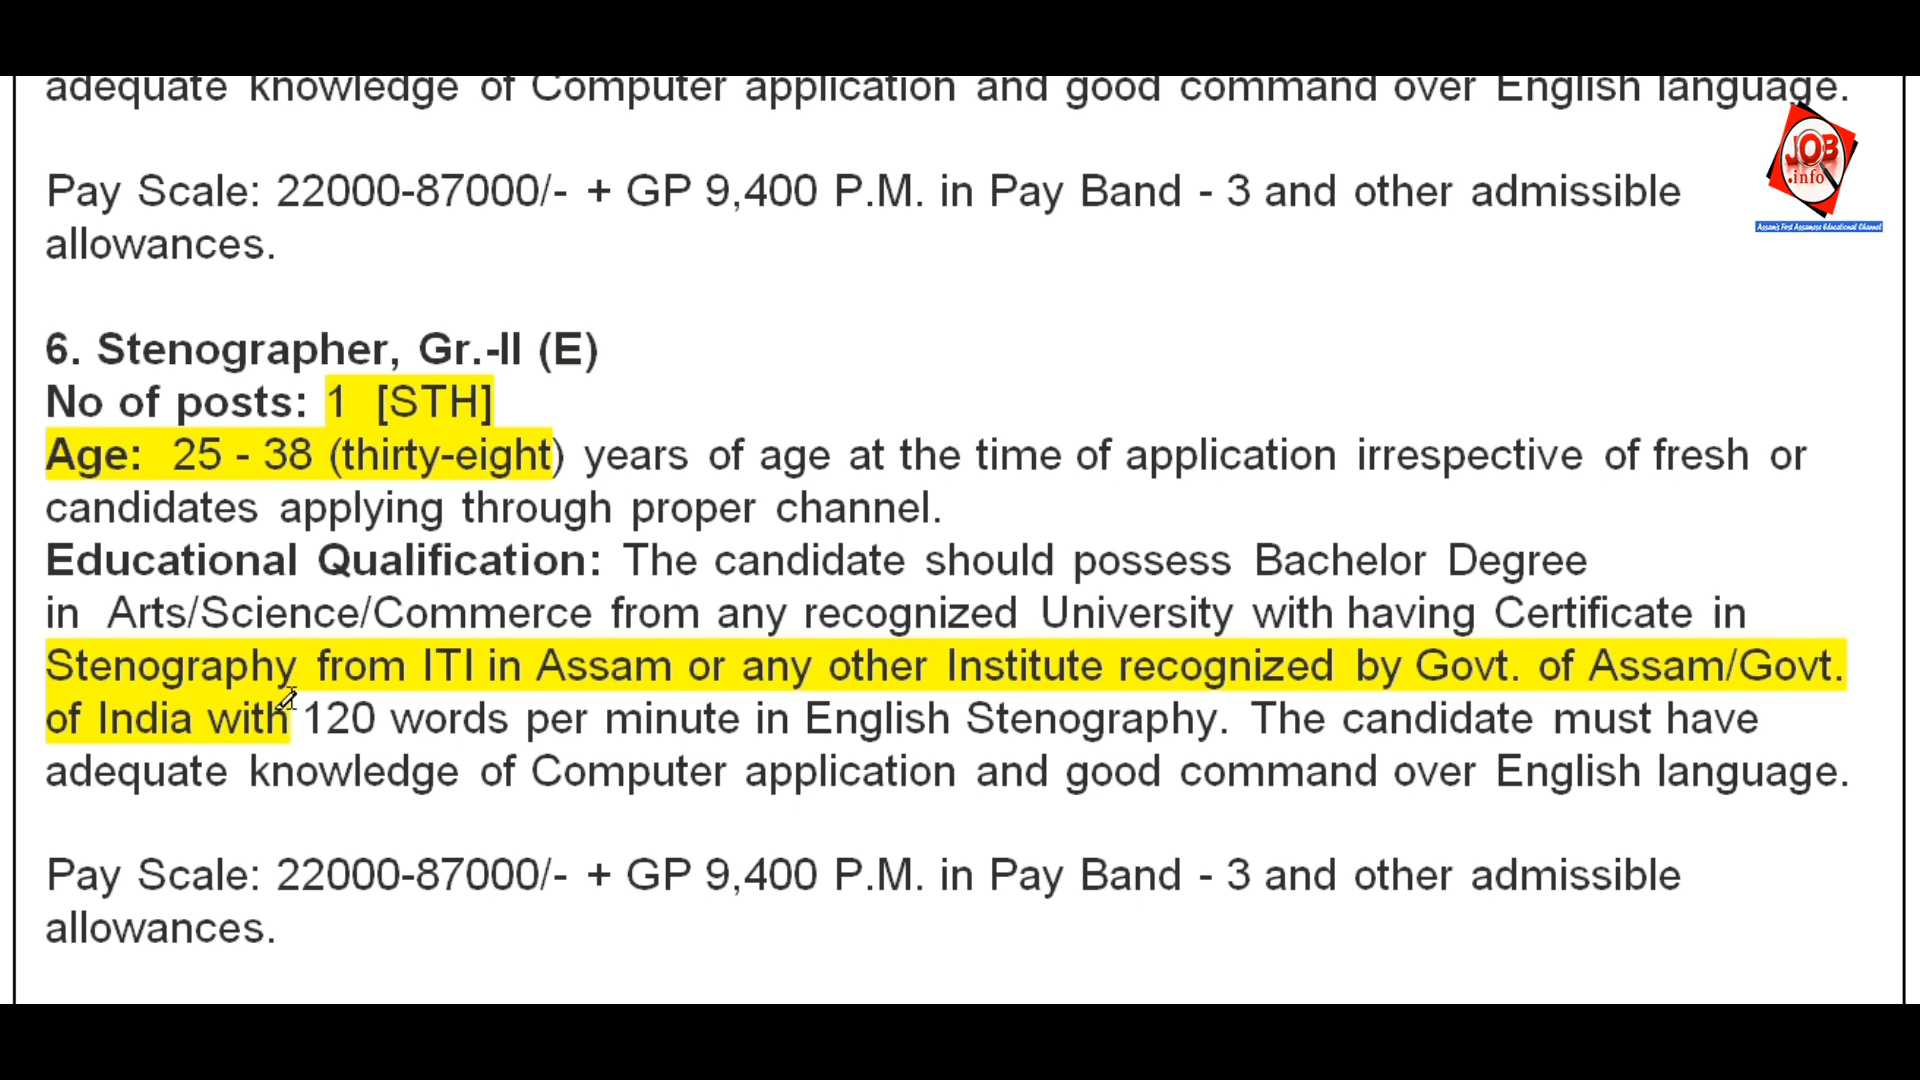 adequate knowledge of Computer application and good command over English language.
JOB
.info
Assam's First Assamese Educational Channel
Pay Scale: 22000-87000/- + GP 9,400 P.M. in Pay Band - 3 and other admissible
allowances.
6. Stenographer, Gr.-II (E)
No of posts: 1 [STH]
Age: 25 - 38 (thirty-eight) years of age at the time of application irrespective of fresh or
candidates applying through proper channel.
Educational Qualification: The candidate should possess Bachelor Degree
in Arts/Science/Commerce from any recognized University with having Certificate in
Stenography from ITI in Assam or any other Institute recognized by Govt. of Assam/Govt.
of India with 120 words per minute in English Stenography. The candidate must have
adequate knowledge of Computer application and good command over English language.
Pay Scale: 22000-87000/- + GP 9,400 P.M. in Pay Band - 3 and other admissible
allowances.